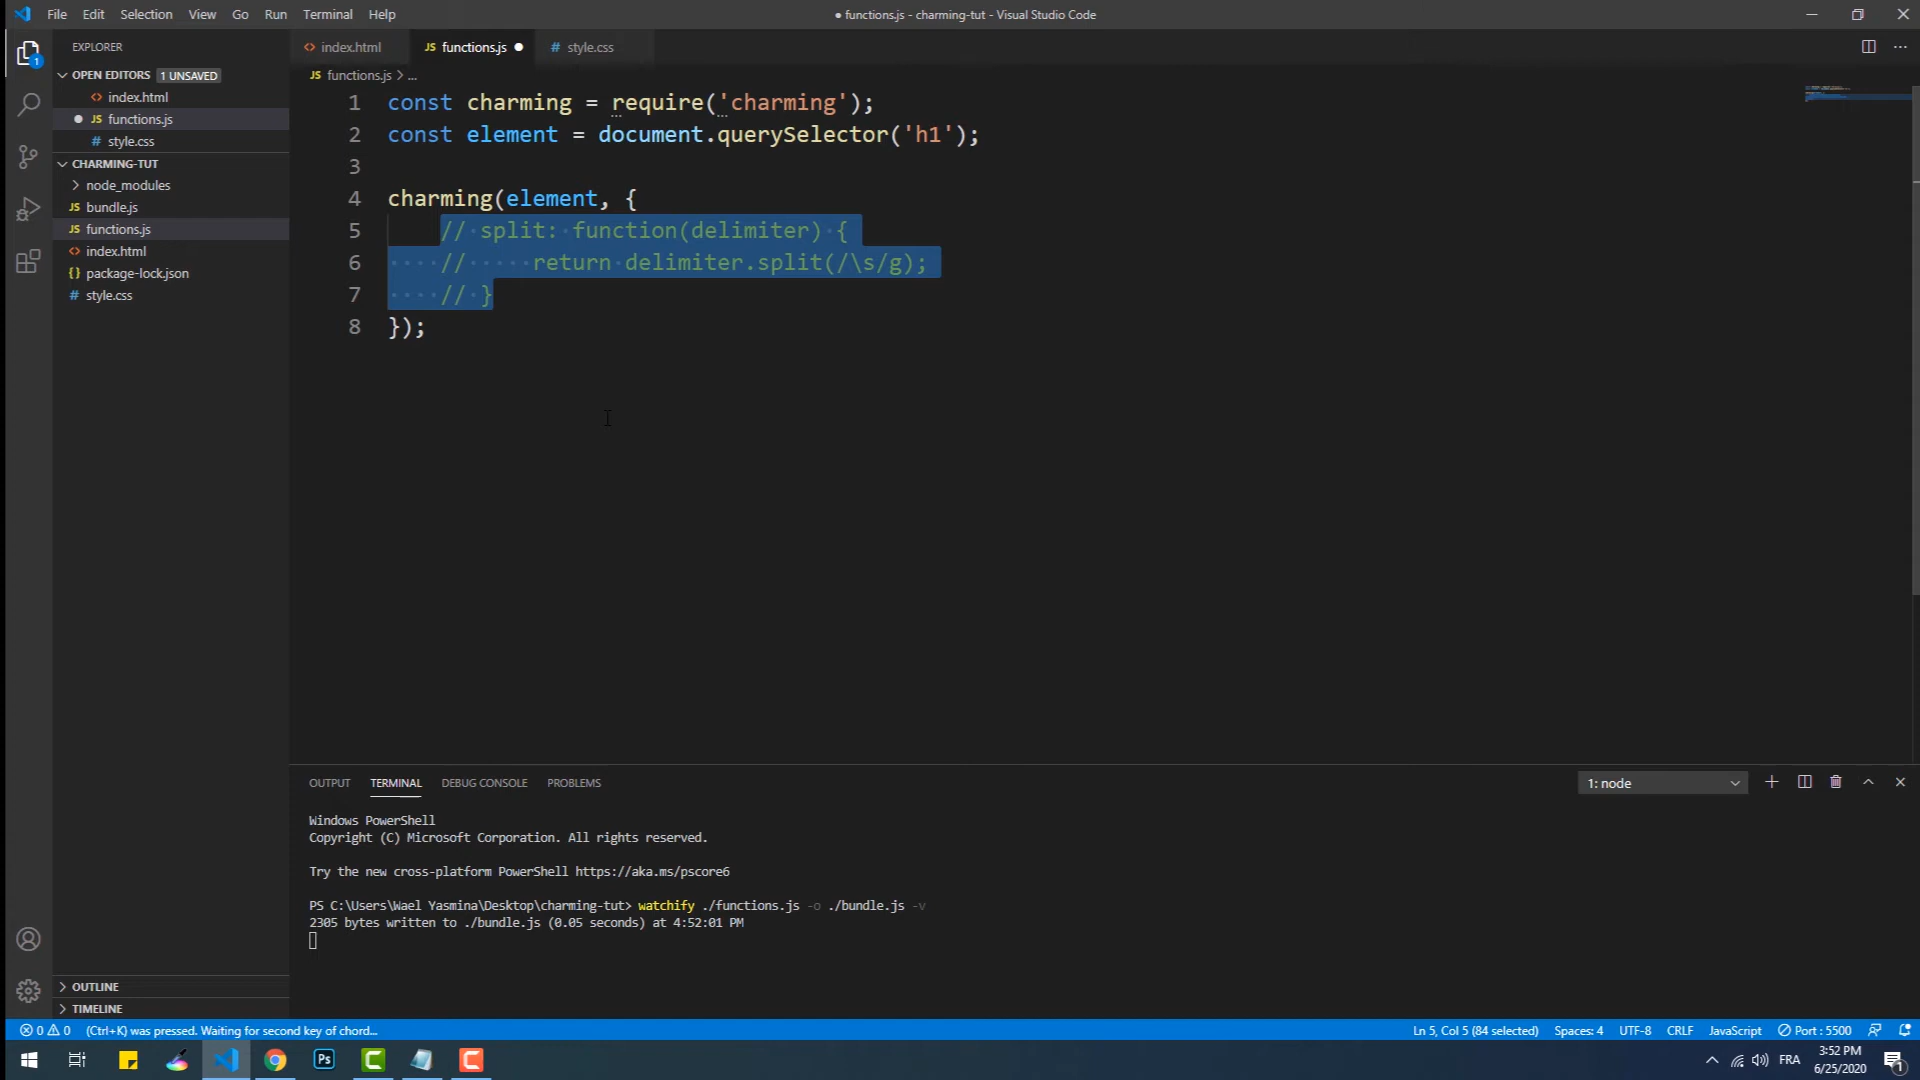 File Edit Selection View Go Run Terminal Help
● functions.js - charming-tut - Visual Studio Code
EXPLORER
OPEN EDITORS 1 UNSAVED
<> index.html
● JS functions.js
# style.css
CHARMING-TUT
node_modules
JS bundle.js
JS functions.js
<> index.html
{} package-lock.json
# style.css
OUTLINE
TIMELINE
1
<> index.html
JS functions.js ●
# style.css
JS functions.js > ...
1 const charming = require('charming');
2 const element = document.querySelector('h1');
3
4 charming(element, {
5 // split: function(delimiter) {
6 // return delimiter.split(/\s/g);
7 // }
8 });
OUTPUT TERMINAL DEBUG CONSOLE PROBLEMS
1: node
Windows PowerShell
Copyright (C) Microsoft Corporation. All rights reserved.
Try the new cross-platform PowerShell https://aka.ms/pscore6
PS C:\Users\Wael Yasmina\Desktop\charming-tut> watchify ./functions.js -o ./bundle.js -v
2305 bytes written to ./bundle.js (0.05 seconds) at 4:52:01 PM
0 0 (Ctrl+K) was pressed. Waiting for second key of chord...
Ln 5, Col 5 (84 selected) Spaces: 4 UTF-8 CRLF JavaScript Port : 5500
Ps
FRA
3:52 PM
6/25/2020
1